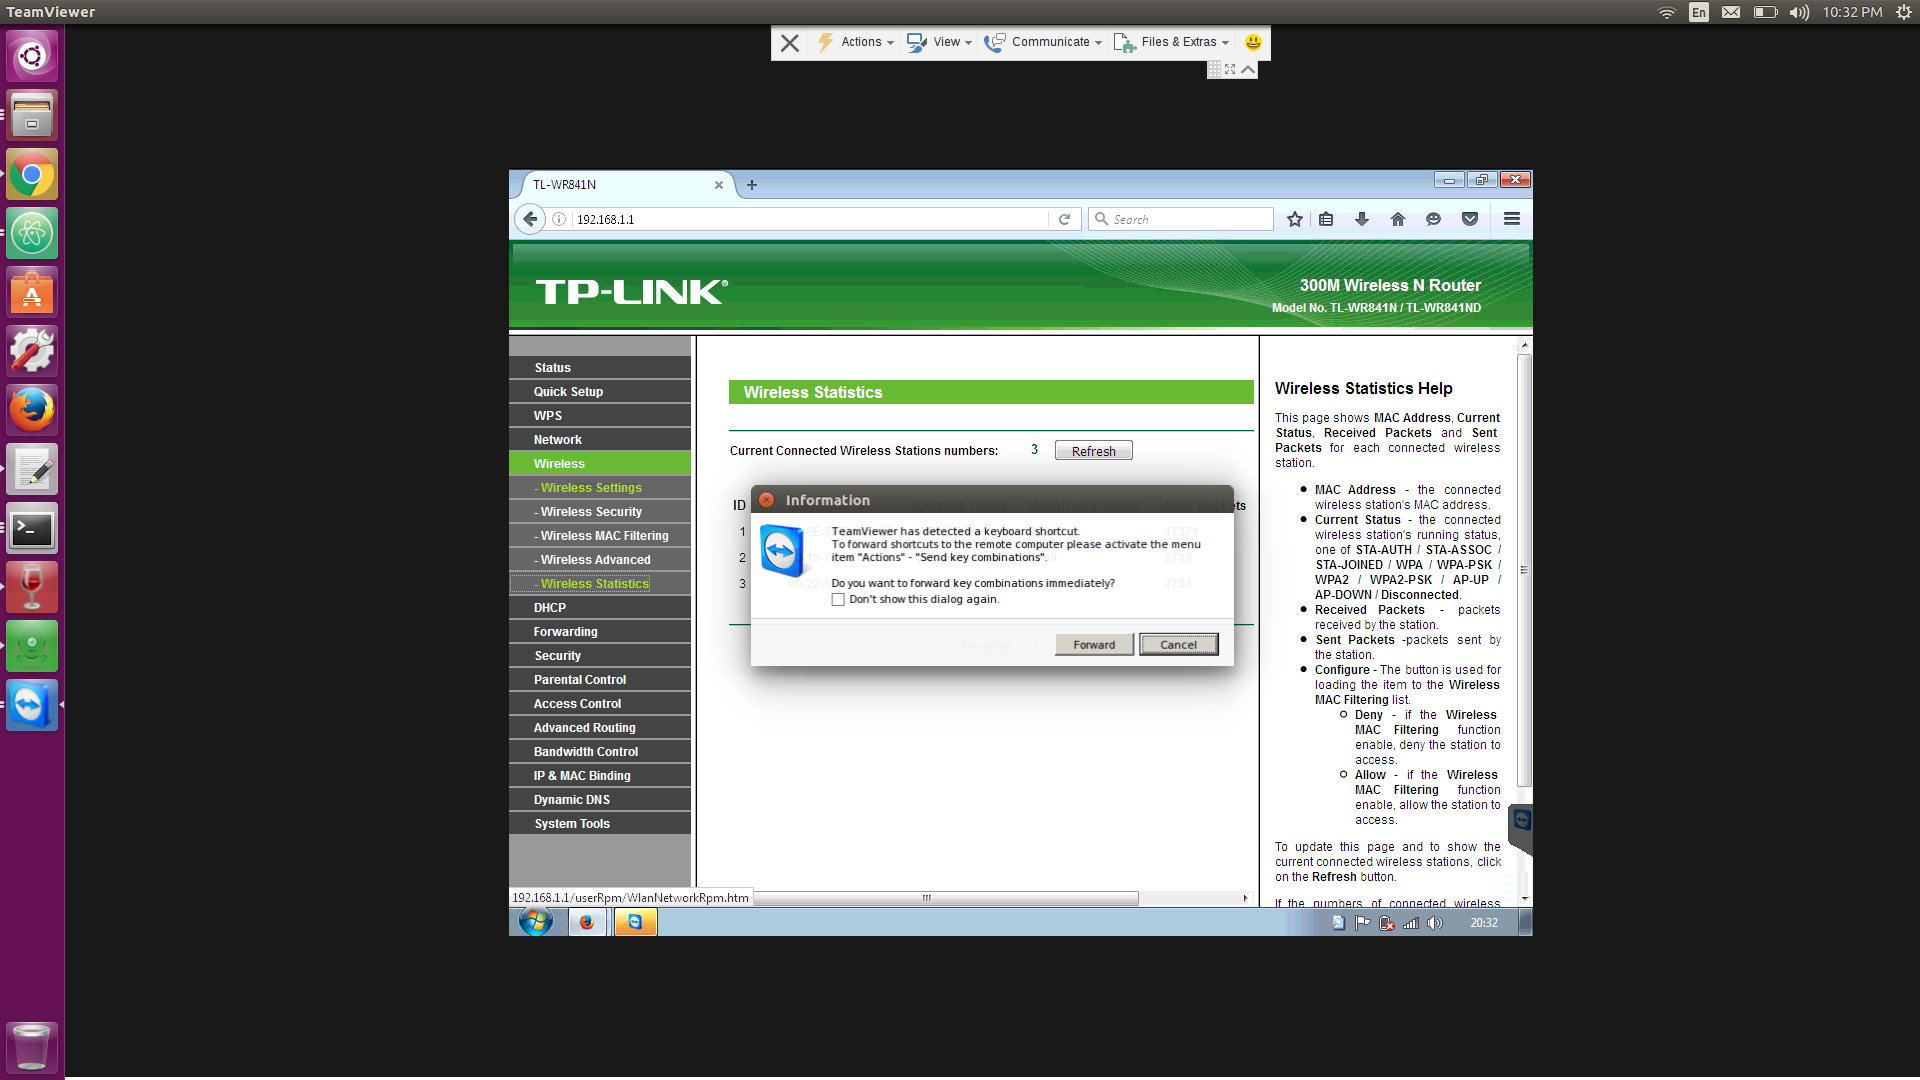 TeamViewer
En
10:32 PM
Actions
View
Communicate
Files & Extras
TL-WR841N
192.168.1.1
Search
TP-LINK®
300M Wireless N Router
Model No. TL-WR841N / TL-WR841ND
Status
Quick Setup
WPS
Network
Wireless
- Wireless Settings
- Wireless Security
- Wireless MAC Filtering
- Wireless Advanced
- Wireless Statistics
DHCP
Forwarding
Security
Parental Control
Access Control
Advanced Routing
Bandwidth Control
IP & MAC Binding
Dynamic DNS
System Tools
Wireless Statistics
Current Connected Wireless Stations numbers: 3 Refresh
ID
1 47371
2 2782
3 4754
Information
TeamViewer has detected a keyboard shortcut.
To forward shortcuts to the remote computer please activate the menu
item "Actions" - "Send key combinations".
Do you want to forward key combinations immediately?
Don't show this dialog again.
Previous
Forward
Cancel
Wireless Statistics Help
This page shows MAC Address, Current
Status, Received Packets and Sent
Packets for each connected wireless
station.
MAC Address - the connected
wireless station's MAC address.
Current Status - the connected
wireless station's running status,
one of STA-AUTH / STA-ASSOC /
STA-JOINED / WPA / WPA-PSK /
WPA2 / WPA2-PSK / AP-UP /
AP-DOWN / Disconnected.
Received Packets - packets
received by the station.
Sent Packets -packets sent by
the station.
Configure - The button is used for
loading the item to the Wireless
MAC Filtering list.
Deny - if the Wireless
MAC Filtering function
enable, deny the station to
access.
Allow - if the Wireless
MAC Filtering function
enable, allow the station to
access.
To update this page and to show the
current connected wireless stations, click
on the Refresh button.
If the numbers of connected wireless
192.168.1.1/userRpm/WlanNetworkRpm.htm
20:32